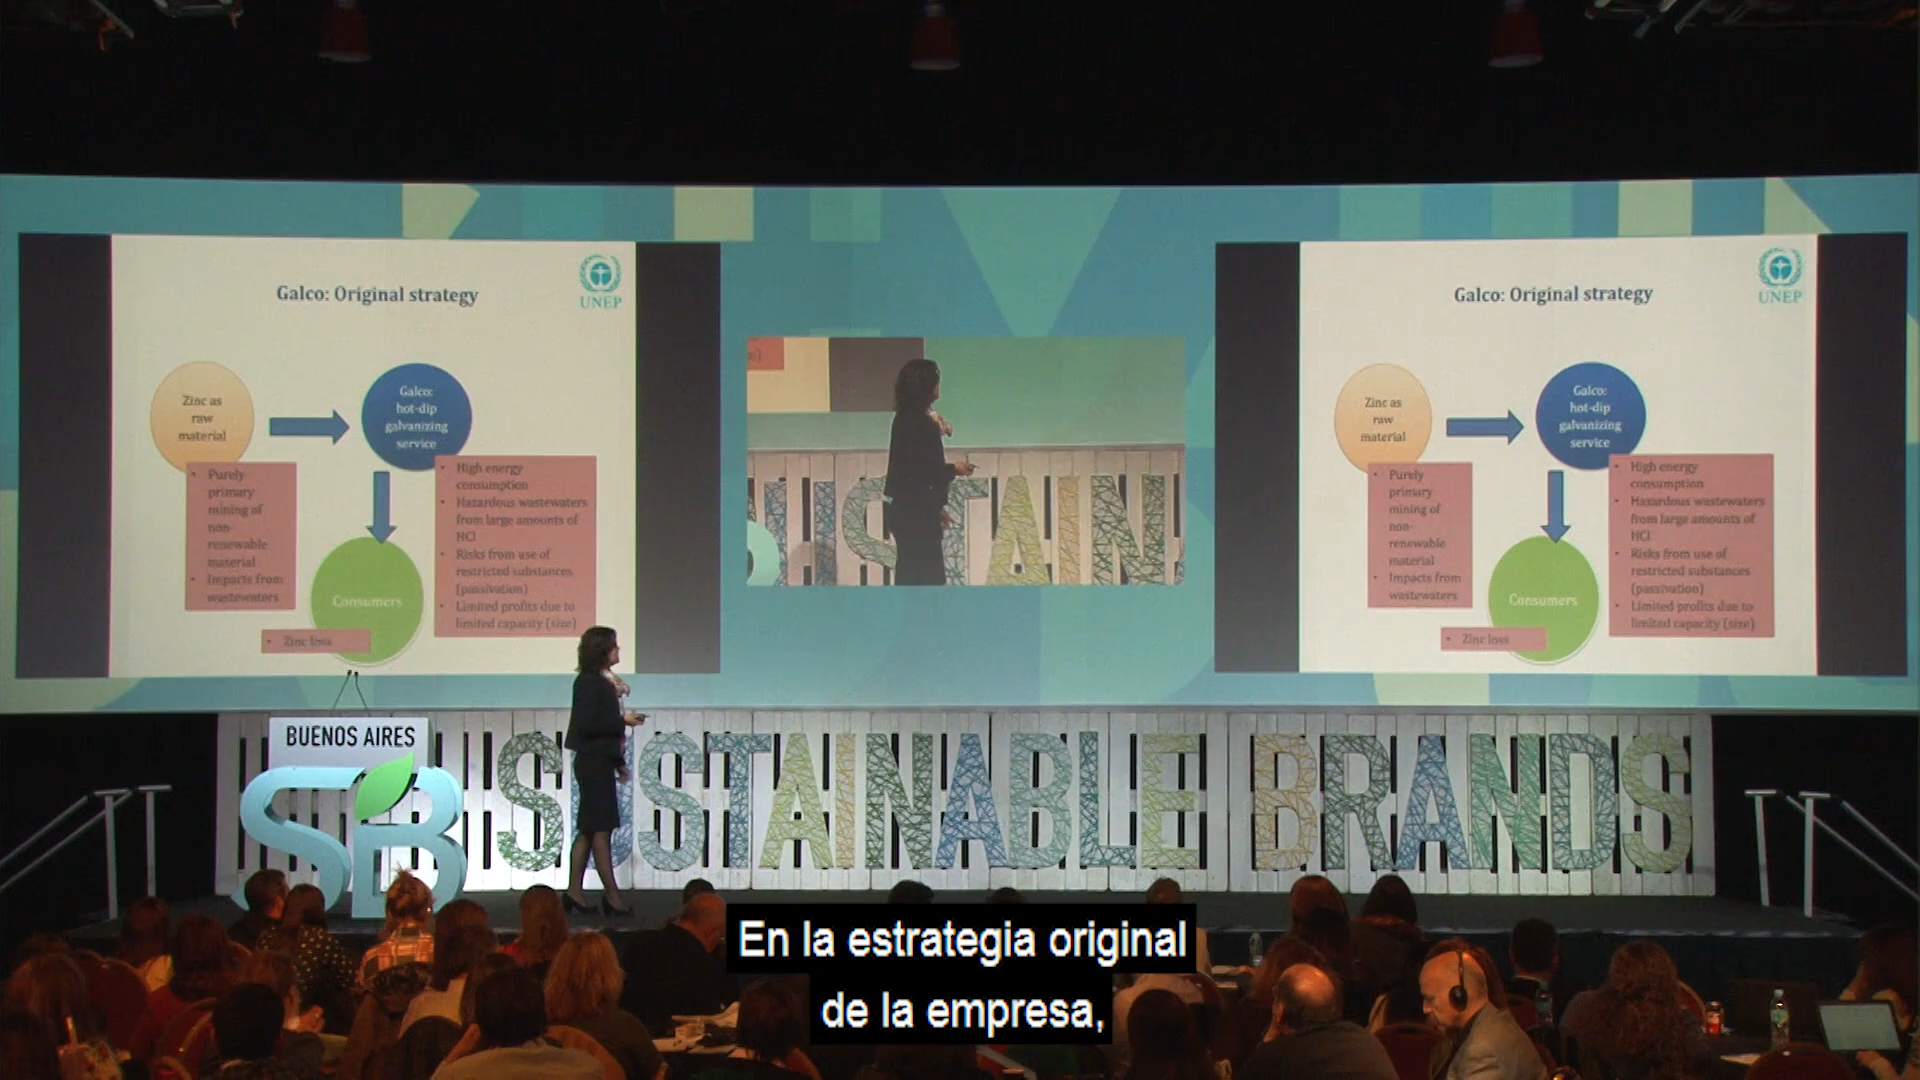 Galco: Original strategy
UNEP
Zinc as
raw
material
Galco:
hot-dip
galvanizing
service
• Purely
primary
mining of
non-
renewable
material
• Impacts from
wastewaters
• High energy
consumption
• Hazardous wastewaters
from large amounts of
HCl
• Risks from use of
restricted substances
(passivation)
• Limited profits due to
limited capacity (size)
Consumers
• Zinc loss
Galco: Original strategy
UNEP
Zinc as
raw
material
Galco:
hot-dip
galvanizing
service
• Purely
primary
mining of
non-
renewable
material
• Impacts from
wastewaters
• High energy
consumption
• Hazardous wastewaters
from large amounts of
HCl
• Risks from use of
restricted substances
(passivation)
• Limited profits due to
limited capacity (size)
Consumers
• Zinc loss
BUENOS AIRES
SB
SUSTAINABLE BRANDS
En la estrategia original
de la empresa,